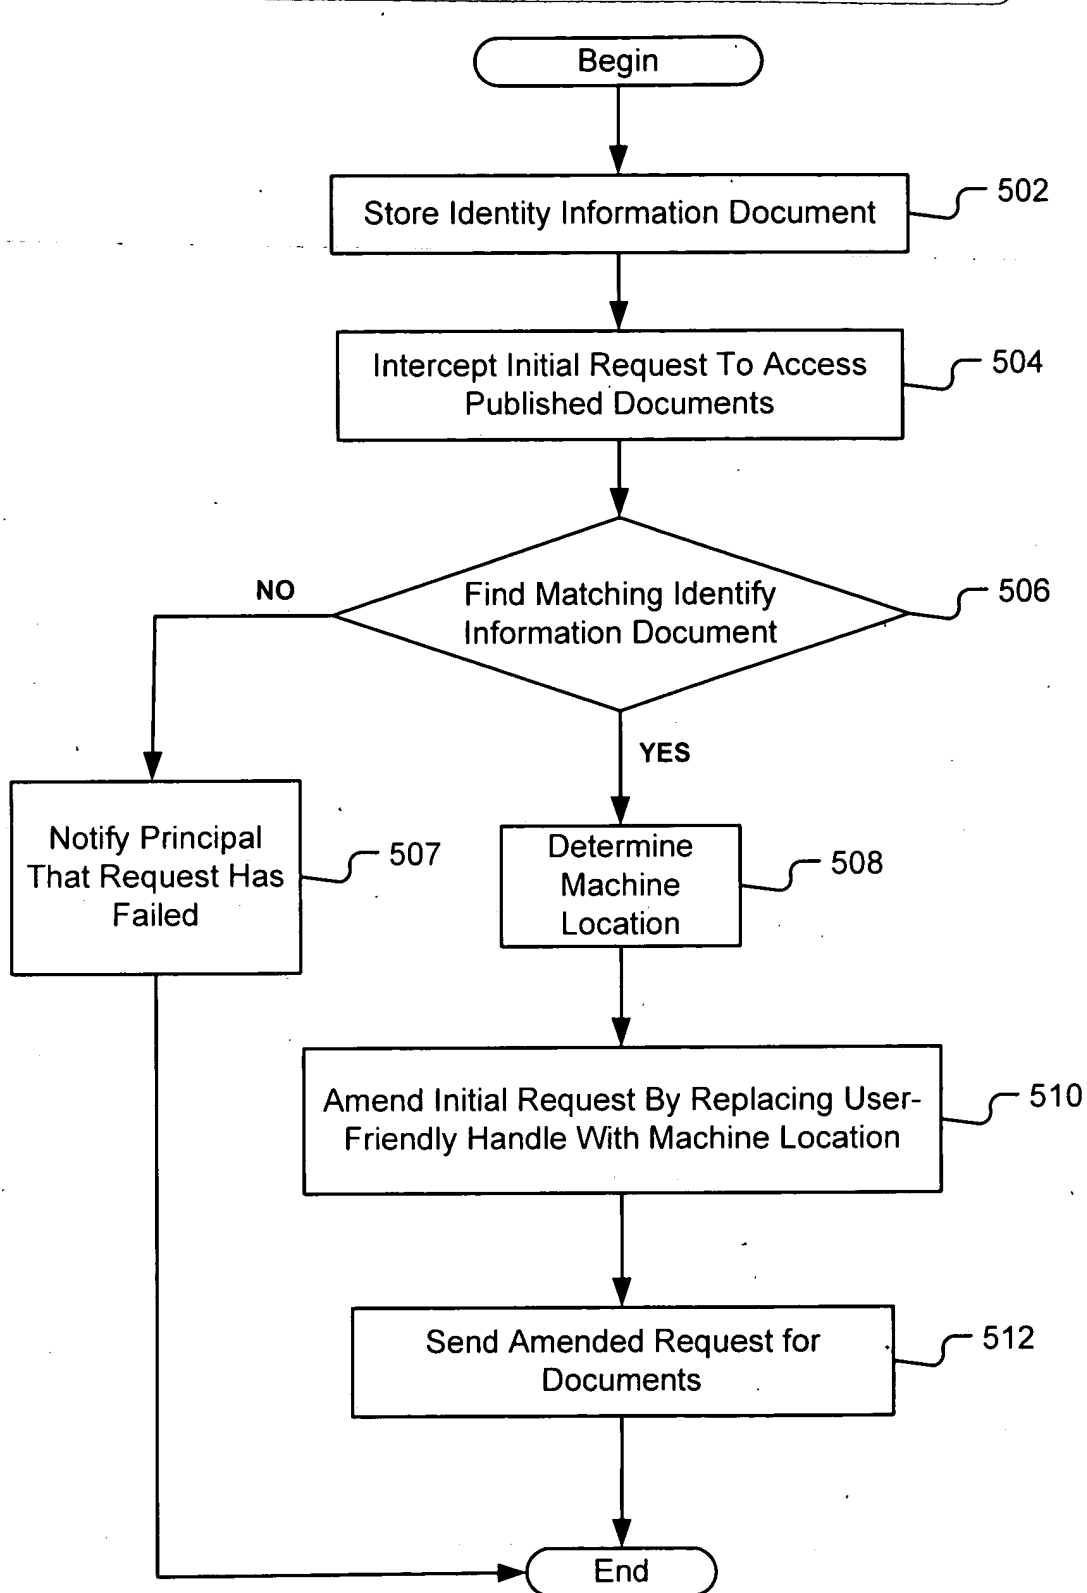 Begin
Store Identity Information Document
502
Intercept Initial Request To Access
Published Documents
504
Find Matching Identify
Information Document
506
NO
YES
Notify Principal
That Request Has
Failed
507
Determine
Machine
Location
508
Amend Initial Request By Replacing User-
Friendly Handle With Machine Location
510
Send Amended Request for
Documents
512
End